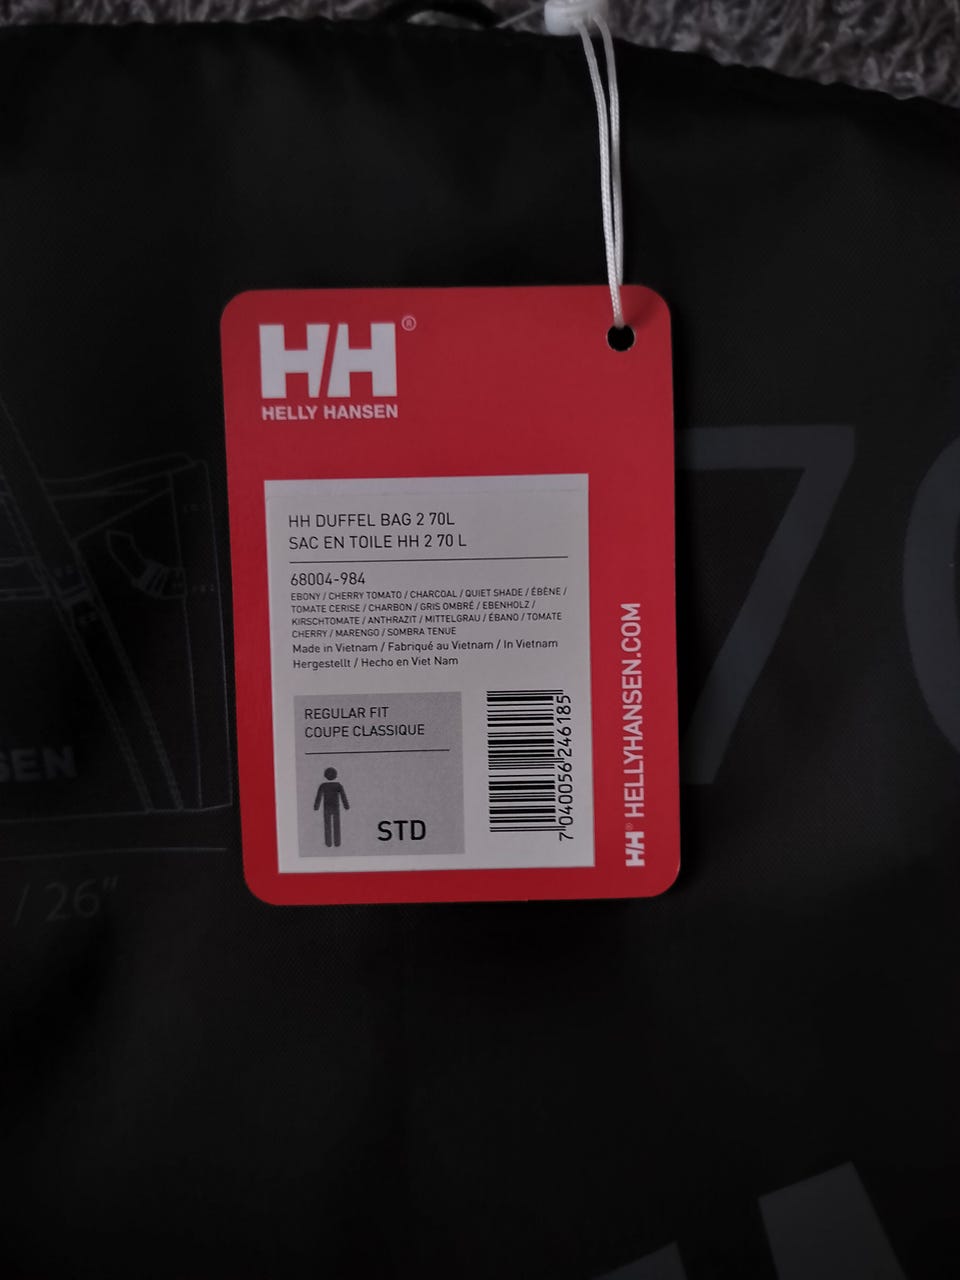 HH®
HELLY HANSEN
HH DUFFEL BAG 2 70L
SAC EN TOILE HH 2 70 L
68004-984
EBONY / CHERRY TOMATO / CHARCOAL / QUIET SHADE / ÉBÈNE /
TOMATE CERISE / CHARBON / GRIS OMBRÉ / EBENHOLZ /
KIRSCHTOMATE / ANTHRAZIT / MITTELGRAU / ÉBANO / TOMATE
CHERRY / MARENGO / SOMBRA TENUE
Made in Vietnam / Fabriqué au Vietnam / In Vietnam
Hergestellt / Hecho en Viet Nam
REGULAR FIT
COUPE CLASSIQUE
STD
7 040056 246185
HH® HELLYHANSEN.COM
70
SEN
/ 26"